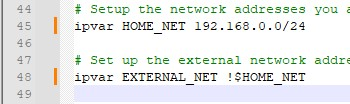 44 # Setup the network addresses you
45 ipvar HOME_NET 192.168.0.0/24
46
47 # Set up the external network
48 ipvar EXTERNAL_NET !$HOME_NET
49